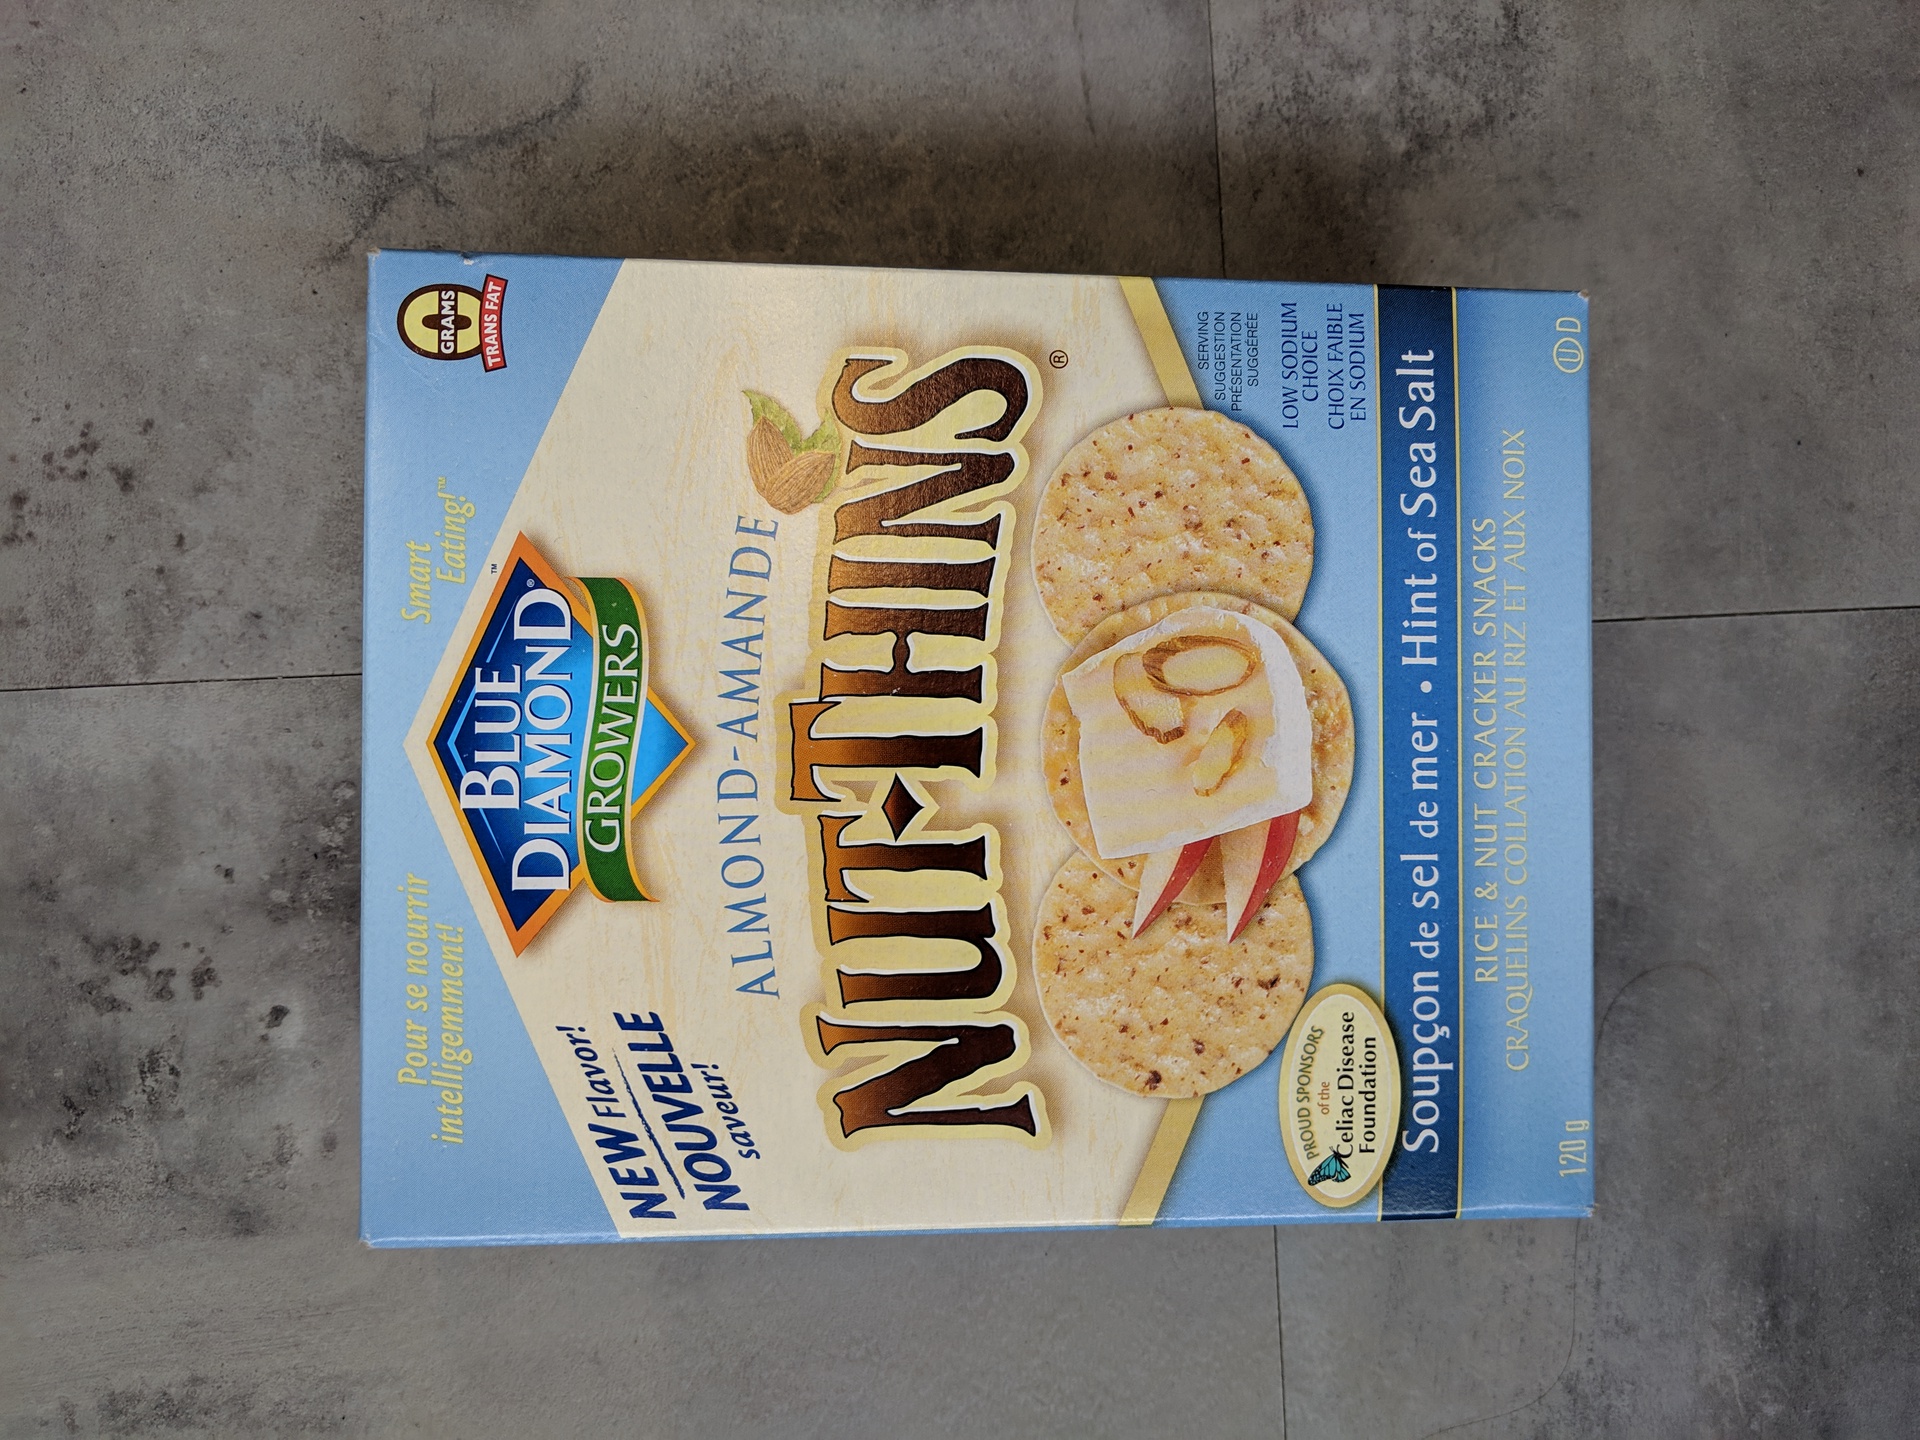 Pour se nourrir
intelligemment!
Smart
Eating!™
0
GRAMS
TRANS FAT
BLUE
DIAMOND®
™
GROWERS
NEW Flavor!
NOUVELLE
saveur!
ALMOND-AMANDE
NUT-THINS
®
SERVING
SUGGESTION
PRÉSENTATION
SUGGÉRÉE
LOW SODIUM
CHOICE
CHOIX FAIBLE
EN SODIUM
PROUD SPONSORS
of the
Celiac Disease
Foundation
Soupçon de sel de mer • Hint of Sea Salt
RICE & NUT CRACKER SNACKS
CRAQUELINS COLLATION AU RIZ ET AUX NOIX
120 g
Ⓤ D